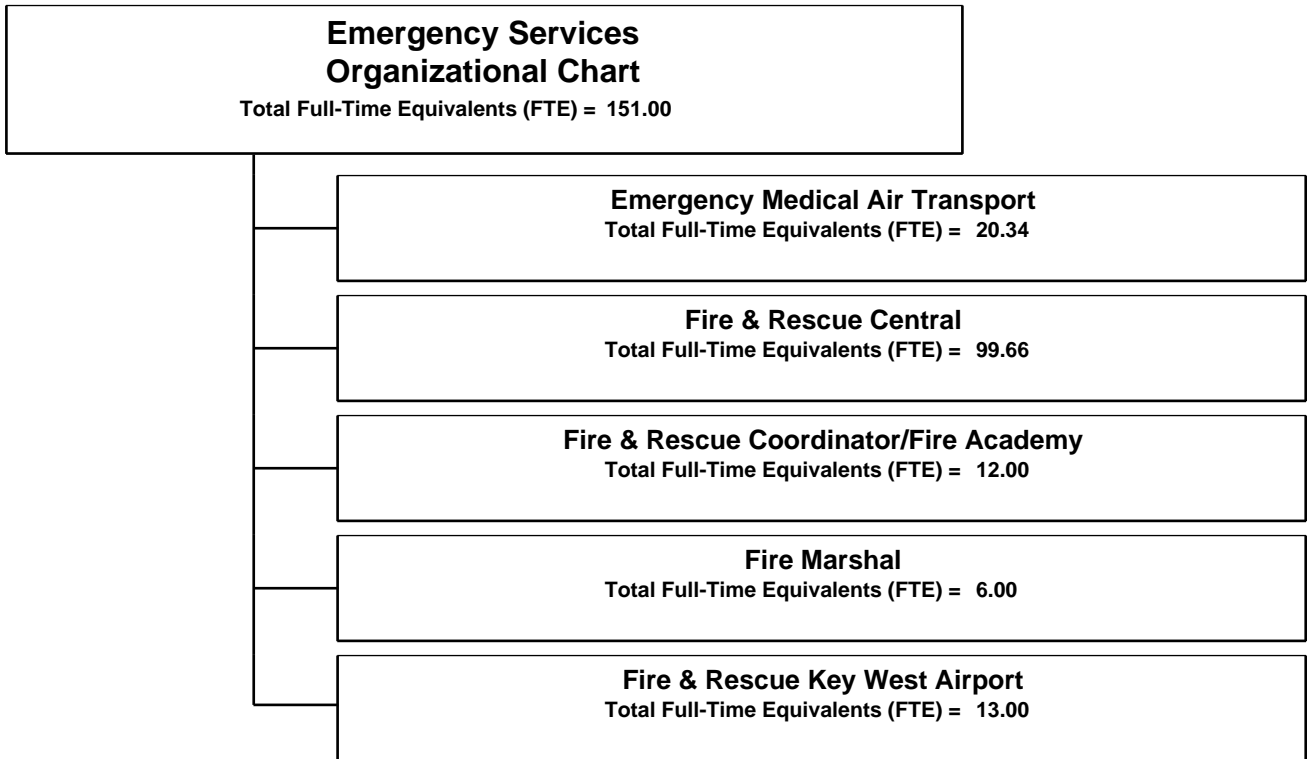 Emergency Services
Organizational Chart
Total Full-Time Equivalents (FTE) = 151.00
Emergency Medical Air Transport
Total Full-Time Equivalents (FTE) = 20.34
Fire & Rescue Central
Total Full-Time Equivalents (FTE) = 99.66
Fire & Rescue Coordinator/Fire Academy
Total Full-Time Equivalents (FTE) = 12.00
Fire Marshal
Total Full-Time Equivalents (FTE) = 6.00
Fire & Rescue Key West Airport
Total Full-Time Equivalents (FTE) = 13.00